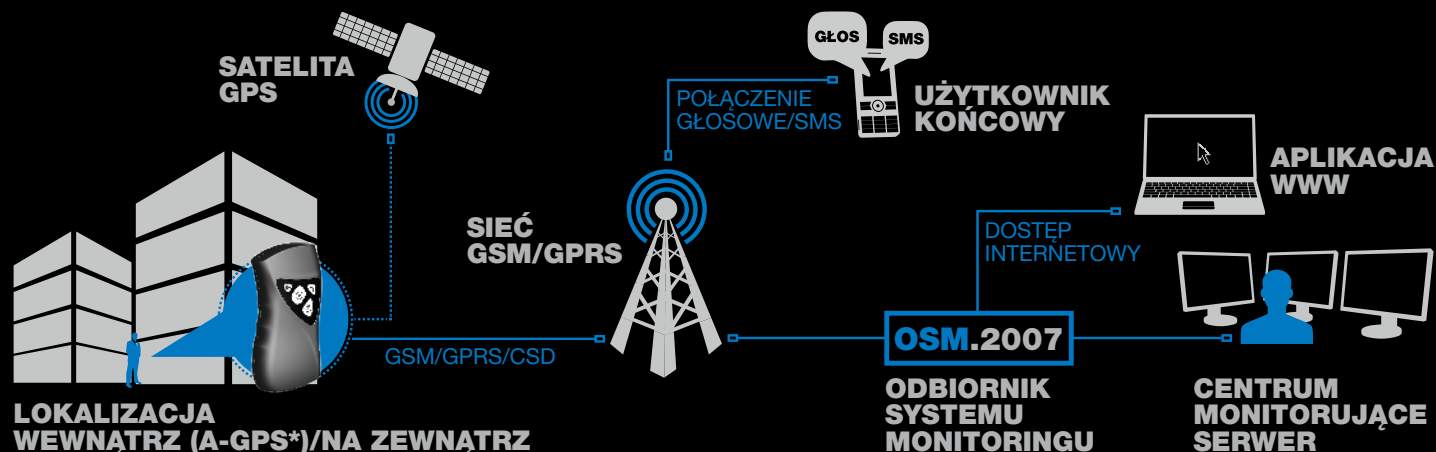 SATELITA
GPS
GŁOS
SMS
POŁĄCZENIE
GŁOSOWE/SMS
UŻYTKOWNIK
KOŃCOWY
APLIKACJA
WWW
SIEĆ
GSM/GPRS
DOSTĘP
INTERNETOWY
GSM/GPRS/CSD
OSM.2007
LOKALIZACJA
WEWNĄTRZ (A-GPS*)/NA ZEWNĄTRZ
ODBIORNIK
SYSTEMU
MONITORINGU
CENTRUM
MONITORUJĄCE
SERWER